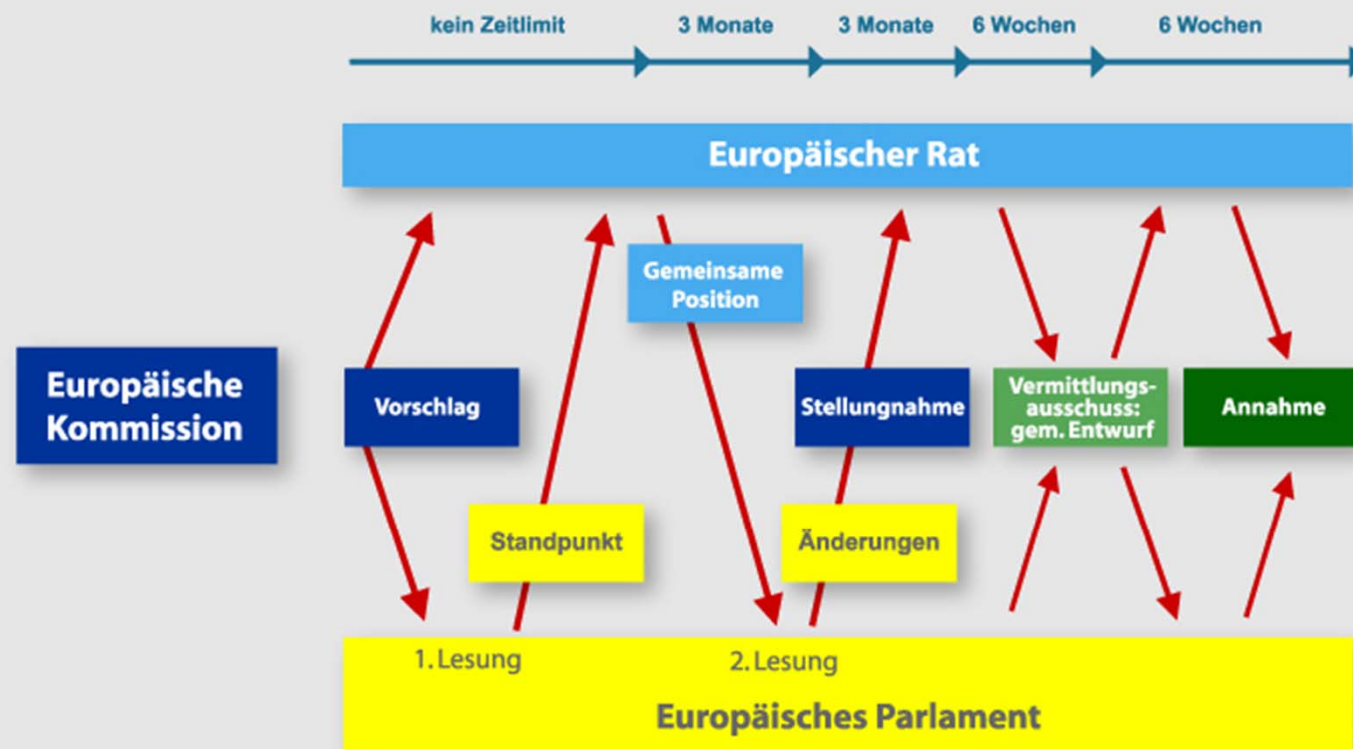 kein Zeitlimit
3 Monate
3 Monate
6 Wochen
6 Wochen
Europäischer Rat
Gemeinsame
Position
Europäische
Kommission
Vorschlag
Stellungnahme
Vermittlungs-
ausschuss:
gem. Entwurf
Annahme
Standpunkt
Änderungen
1. Lesung
2. Lesung
Europäisches Parlament